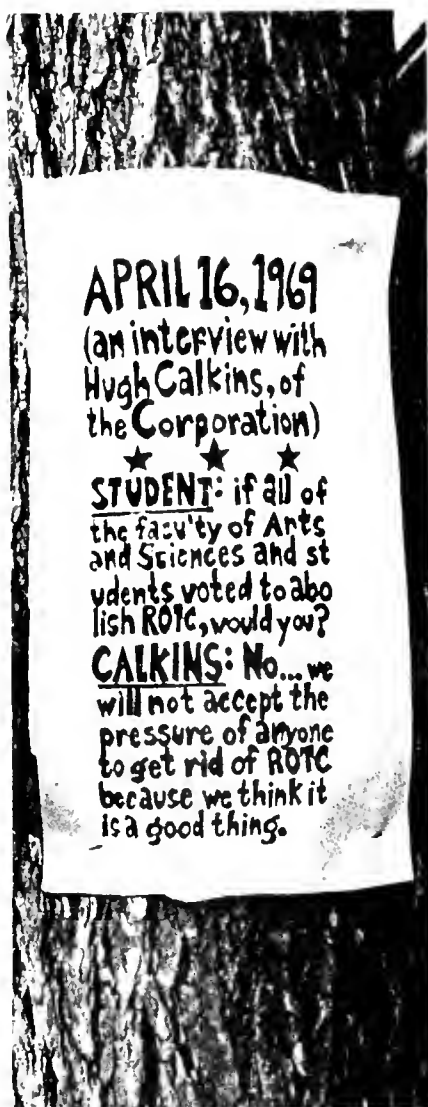 APRIL 16, 1969
(an interview with
Hugh Calkins, of
the Corporation)
★ ★ ★
STUDENT: if all of
the facu'ty of Arts
and Sciences and st
udents voted to abo
lish ROTC, would you?
CALKINS: No... we
will not accept the
pressure of anyone
to get rid of ROTC
because we think it
is a good thing.